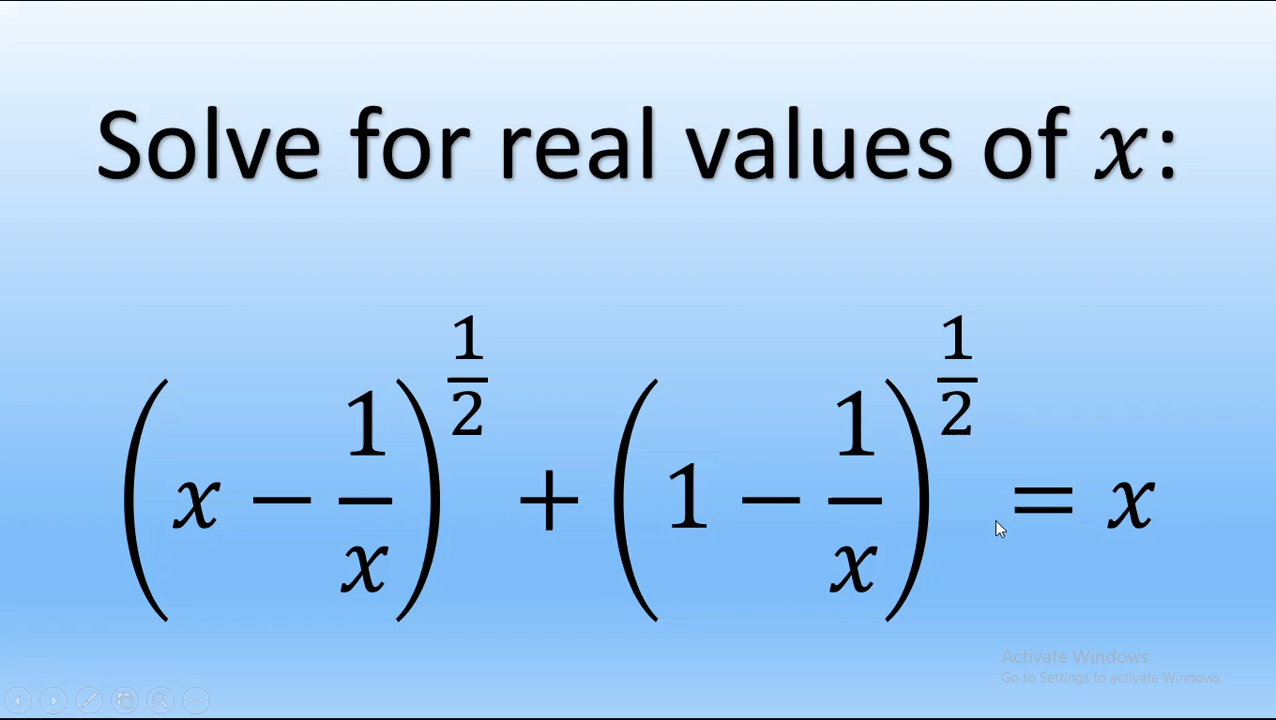 Solve for real values of x:
(x − 1/x)^(1/2) + (1 − 1/x)^(1/2) = x
Activate Windows
Go to Settings to activate Windows.